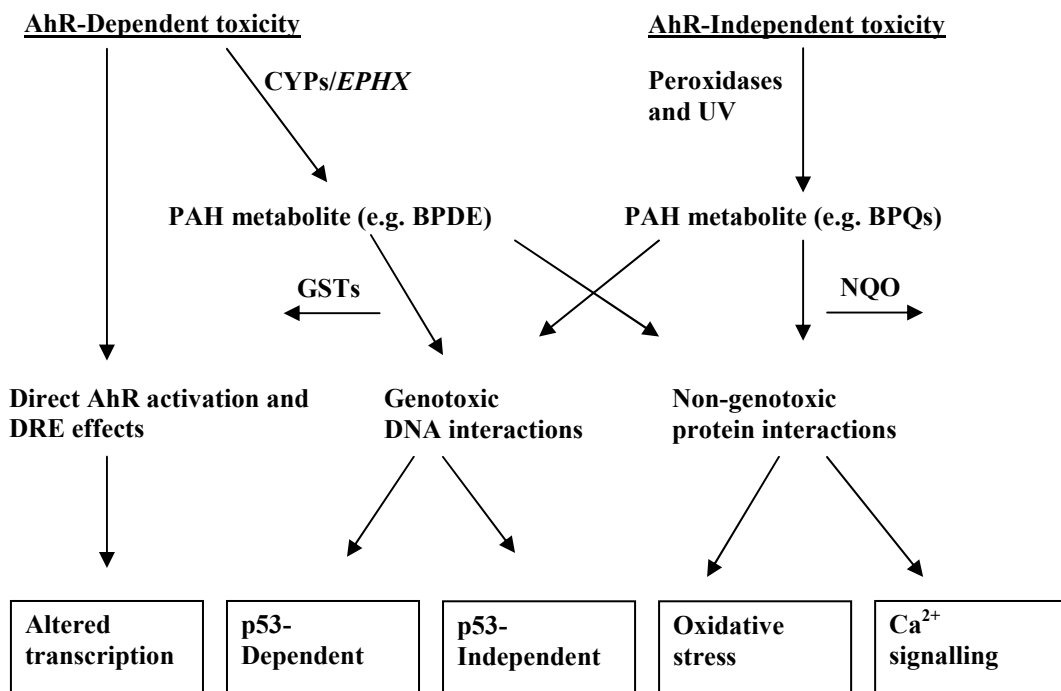 AhR-Dependent toxicity
AhR-Independent toxicity
CYPs/EPHX
Peroxidases
and UV
PAH metabolite (e.g. BPDE)
PAH metabolite (e.g. BPQs)
GSTs
NQO
Direct AhR activation and
DRE effects
Genotoxic
DNA interactions
Non-genotoxic
protein interactions
Altered
transcription
p53-
Dependent
p53-
Independent
Oxidative
stress
Ca²⁺
signalling